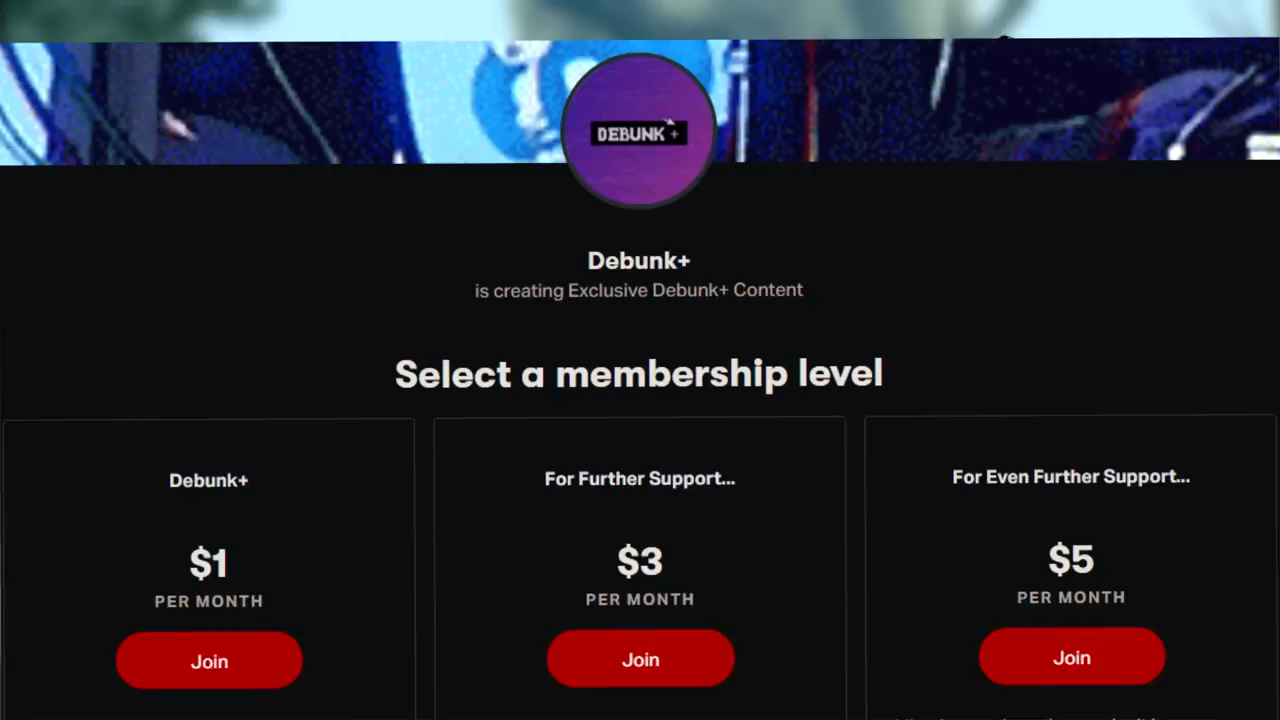 DEBUNK +
Debunk+
is creating Exclusive Debunk+ Content
Select a membership level
Debunk+
$1
PER MONTH
Join
For Further Support...
$3
PER MONTH
Join
For Even Further Support...
$5
PER MONTH
Join